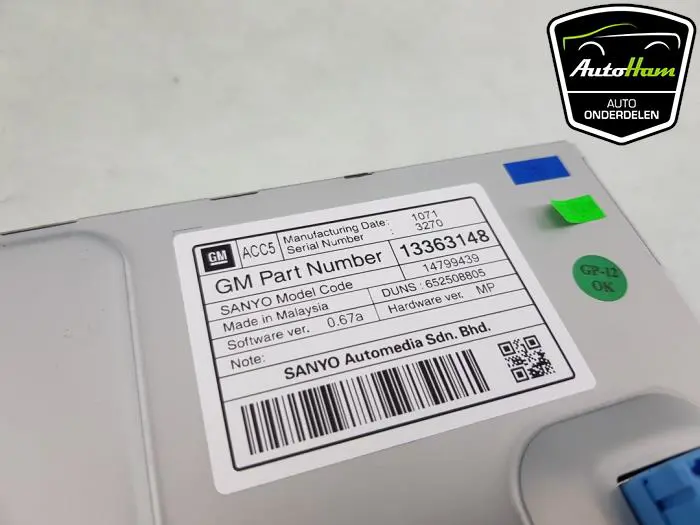 AutoHam
AUTO
ONDERDELEN
GM ACC5 Manufacturing Date: 1071
Serial Number : 3270
GM Part Number 13363148
SANYO Model Code 14799439
Made in Malaysia DUNS : 652508805
Software ver. 0.67a Hardware ver. MP
Note:
SANYO Automedia Sdn. Bhd.
GP-12
OK